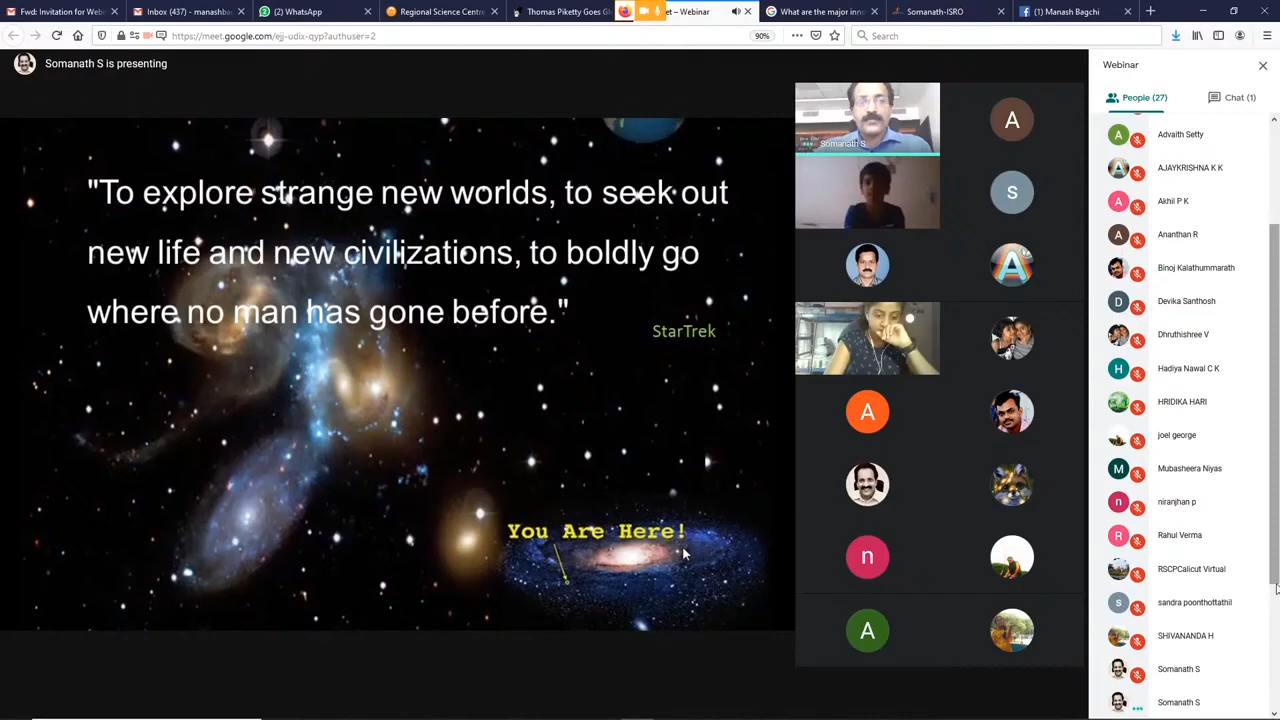 Fwd: Invitation for Webi
Inbox (437) - manashbag
(2) WhatsApp
Regional Science Centre
Thomas Piketty Goes Gl
et – Webinar
What are the major inno
Somanath-ISRO
(1) Manash Bagchi
https://meet.google.com/ejj-udix-qyp?authuser=2
90%
Search
Somanath S is presenting
Webinar
People (27)
Chat (1)
"To explore strange new worlds, to seek out
new life and new civilizations, to boldly go
where no man has gone before."
StarTrek
You Are Here!
Somanath S
A
S
A
A
n
A
A Advaith Setty
AJAYKRISHNA K K
A Akhil P K
A Ananthan R
Binoj Kalathummarath
D Devika Santhosh
Dhruthishree V
H Hadiya Nawal C K
HRIDIKA HARI
joel george
M Mubasheera Niyas
n niranjhan p
R Rahul Verma
RSCPCalicut Virtual
s sandra poonthottathil
SHIVANANDA H
Somanath S
Somanath S